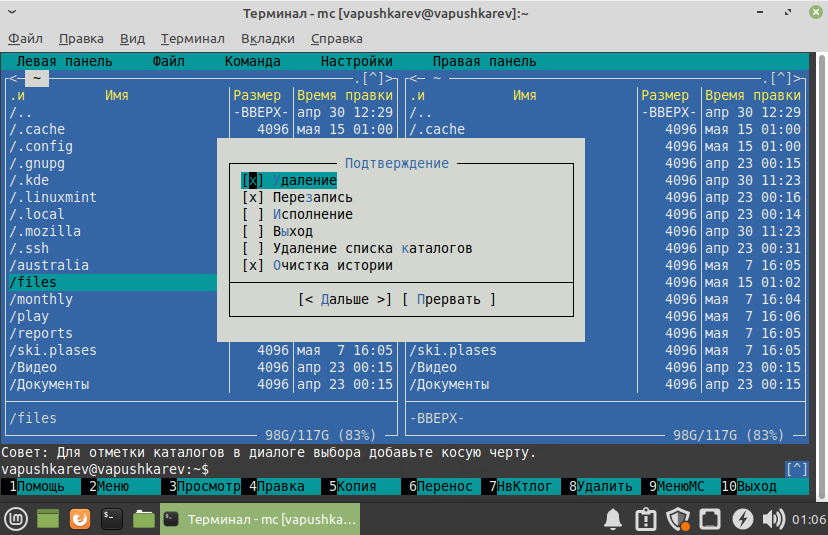 Терминал - mc [vapushkarev@vapushkarev]:~
Файл Правка Вид Терминал Вкладки Справка
Левая панель Файл Команда Настройки Правая панель
<─ ~ .[^]> <─ ~ .[^]>
.и Имя Размер Время правки .и Имя Размер Время правки
/.. -ВВЕРХ- апр 30 12:29 /.. -ВВЕРХ- апр 30 12:29
/.cache 4096 мая 15 01:00 /.cache 4096 мая 15 01:00
/.config 4096 мая 15 01:00
/.gnupg 4096 апр 23 00:15
/.kde 4096 апр 30 11:23
/.linuxmint 4096 апр 23 00:16
/.local 4096 апр 23 00:14
/.mozilla 4096 апр 30 11:23
/.ssh 4096 апр 23 00:31
/australia 4096 мая 7 16:05
/files 4096 мая 15 01:02
/monthly 4096 мая 7 16:04
/play 4096 мая 7 16:06
/reports 4096 мая 7 16:05
/ski.plases 4096 мая 7 16:05 /ski.plases 4096 мая 7 16:05
/Видео 4096 апр 23 00:15 /Видео 4096 апр 23 00:15
/Документы 4096 апр 23 00:15 /Документы 4096 апр 23 00:15
Подтверждение
[x] Удаление
[x] Перезапись
[ ] Исполнение
[ ] Выход
[ ] Удаление списка каталогов
[x] Очистка истории
[< Дальше >] [ Прервать ]
/files -ВВЕРХ-
98G/117G (83%) 98G/117G (83%)
Совет: Для отметки каталогов в диалоге выбора добавьте косую черту.
vapushkarev@vapushkarev:~$ [^]
1Помощь 2Меню 3Просмотр 4Правка 5Копия 6Перенос 7НвКтлог 8Удалить 9МенюМС 10Выход
Терминал - mc [vapushka... 01:06